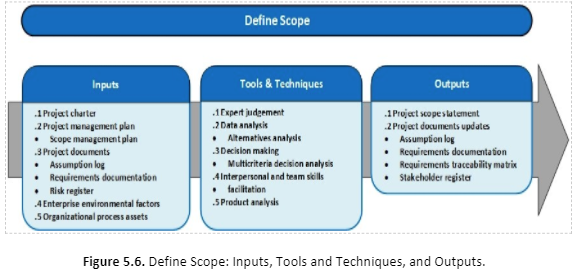 Define Scope
Inputs
.1 Project charter
.2 Project management plan
• Scope management plan
.3 Project documents
• Assumption log
• Requirements documentation
• Risk register
.4 Enterprise environmental factors
.5 Organizational process assets
Tools & Techniques
.1 Expert judgement
.2 Data analysis
• Alternatives analysis
.3 Decision making
• Multicriteria decision analysis
.4 Interpersonal and team skills
• facilitation
.5 Product analysis
Outputs
.1 Project scope statement
.2 Project documents updates
• Assumption log
• Requirements documentation
• Requirements traceability matrix
• Stakeholder register
Figure 5.6. Define Scope: Inputs, Tools and Techniques, and Outputs.